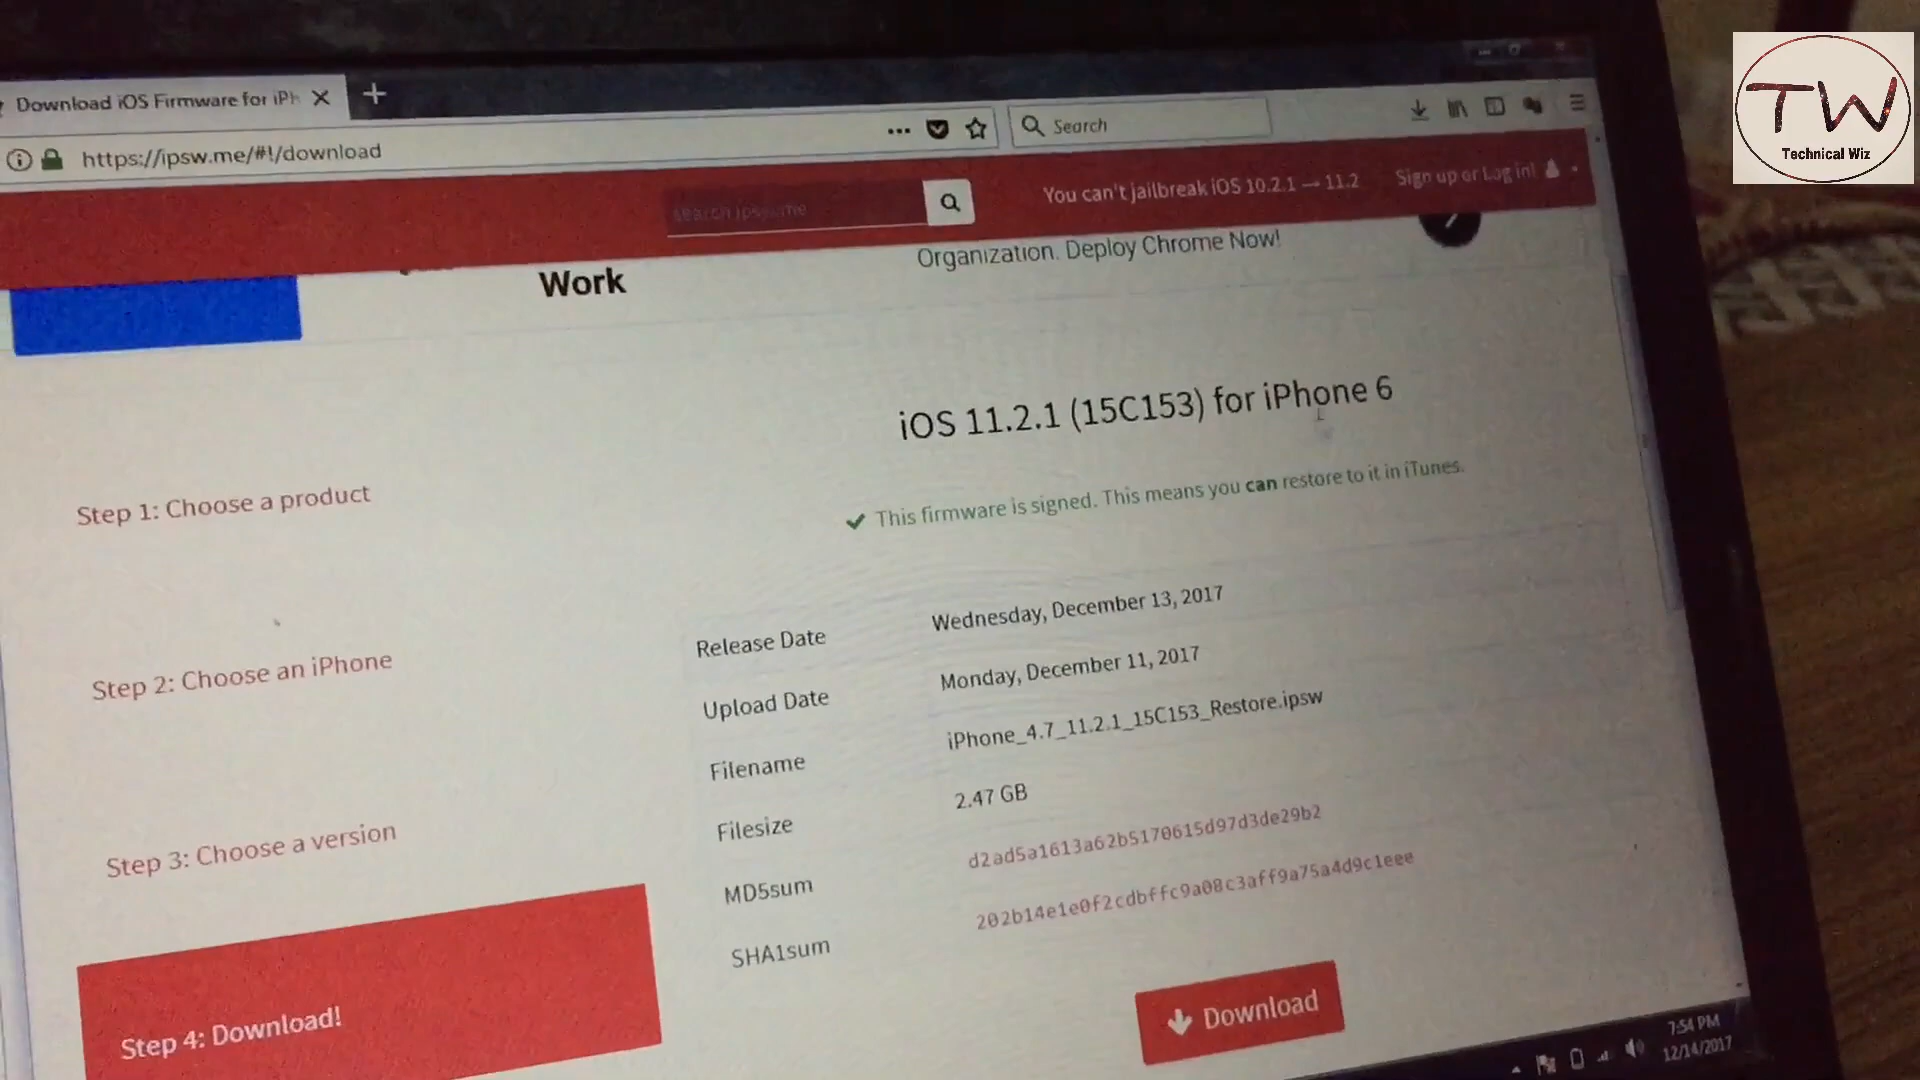 Download iOS Firmware for iPh
https://ipsw.me/#!/download
Search
TW
Technical Wiz
search ipsw.me
You can't jailbreak iOS 10.2.1 — 11.2
Sign up or Log in!
Work
Organization. Deploy Chrome Now!
iOS 11.2.1 (15C153) for iPhone 6
This firmware is signed. This means you can restore to it in iTunes.
Step 1: Choose a product
Step 2: Choose an iPhone
Step 3: Choose a version
Step 4: Download!
Release Date
Wednesday, December 13, 2017
Upload Date
Monday, December 11, 2017
Filename
iPhone_4.7_11.2.1_15C153_Restore.ipsw
Filesize
2.47 GB
MD5sum
d2ad5a1613a62b5170615d97d3de29b2
SHA1sum
202b14e1e0f2cdbffc9a08c3aff9a75a4d9c1eee
Download
7:54 PM
12/14/2017